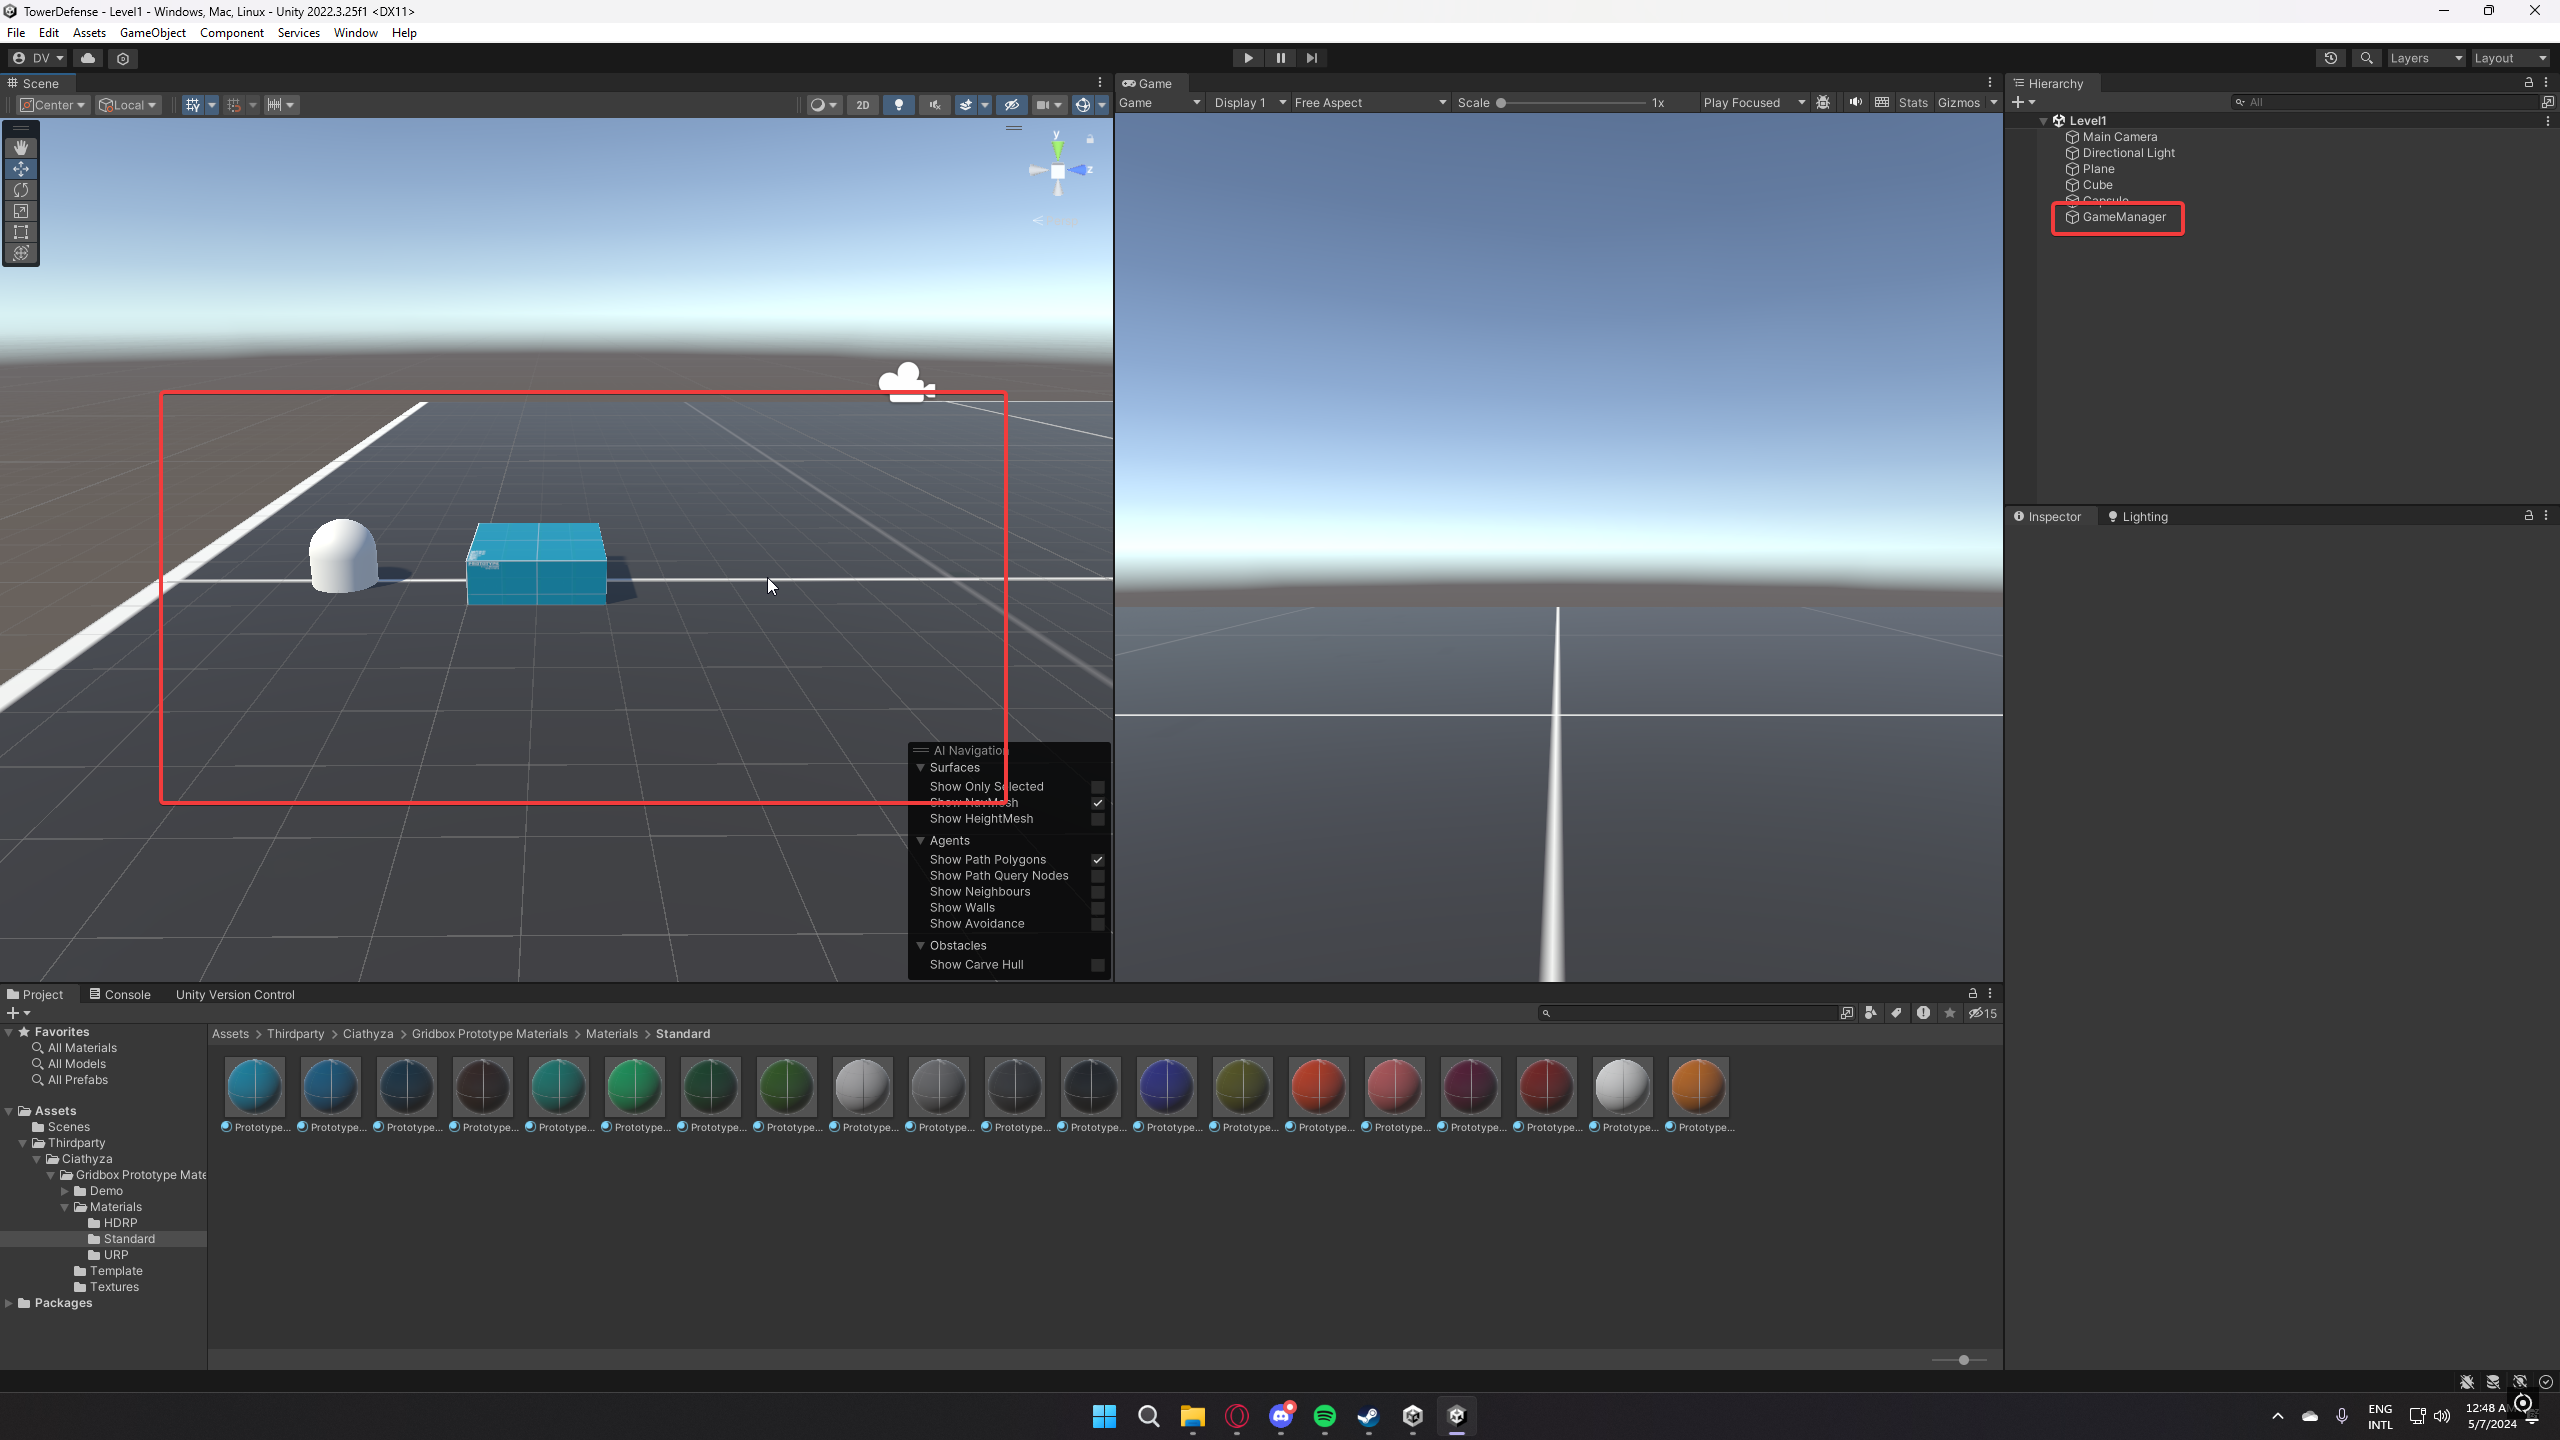 TowerDefense - Level1 - Windows, Mac, Linux - Unity 2022.3.25f1 <DX11>
File Edit Assets GameObject Component Services Window Help
DV
Layers Layout
Scene
Center Local
2D
y
z
Game
Game Display 1 Free Aspect Scale 1x Play Focused Stats Gizmos
Hierarchy
All
Level1
Main Camera
Directional Light
Plane
Cube
Capsule
GameManager
Inspector Lighting
AI Navigation
Surfaces
Show Only Selected
Show NavMesh
Show HeightMesh
Agents
Show Path Polygons
Show Path Query Nodes
Show Neighbours
Show Walls
Show Avoidance
Obstacles
Show Carve Hull
Project Console Unity Version Control
15
Favorites
All Materials
All Models
All Prefabs
Assets
Scenes
Thirdparty
Ciathyza
Gridbox Prototype Mate
Demo
Materials
HDRP
Standard
URP
Template
Textures
Packages
Assets > Thirdparty > Ciathyza > Gridbox Prototype Materials > Materials > Standard
Prototype... Prototype... Prototype... Prototype... Prototype... Prototype... Prototype... Prototype... Prototype... Prototype... Prototype... Prototype... Prototype... Prototype... Prototype... Prototype... Prototype... Prototype... Prototype... Prototype...
ENG
INTL
12:48 A
5/7/2024